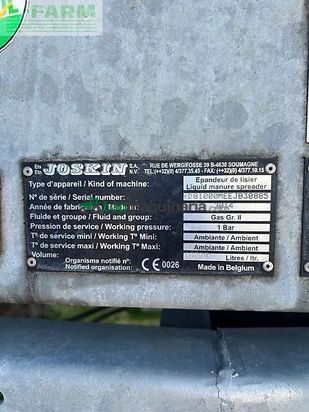 FARM
Ets JOSKIN S.A. RUE DE WERGIFOSSE 39 B-4630 SOUMAGNE
Ets N.V. TEL:(++32(0)) 4/377.35.45 - FAX: (++32(0)) 4/377.10.15
Type d'appareil / Kind of machine: Epandeur de lisier
Liquid manure spreader
N° de série / Serial number:
Année de fabrication / Made in: 2014
Fluide et groupe / Fluid and group: Gas Gr. II
Pression de service / Working pressure: 1 Bar
T° de service mini / Working T° Mini: Ambiante / Ambient
T° de service maxi / Working T° Maxi: Ambiante / Ambient
Volume: Litres / ltr.
Organisme notifié n°:
Notified organisation: CE 0026 Made in Belgium